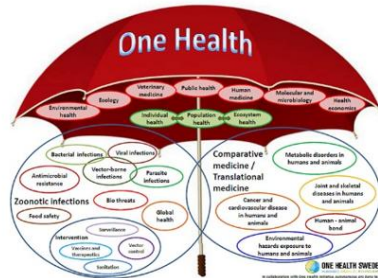 One Health
Environmental
health
Ecology
Veterinary
medicine
Public health
Human
medicine
Molecular and
microbiology
Health
economics
Individual
health
Population
health
Ecosystem
health
Bacterial infections
Viral infections
Antimicrobial
resistance
Vector-borne
infections
Parasite
infections
Zoonotic infections
Bio threats
Food safety
Global
health
Surveillance
Intervention
Vaccines and
therapeutics
Vector
control
Sanitation
Comparative
medicine /
Translational
medicine
Metabolic disorders in
humans and animals
Cancer and
cardiovascular disease
in humans and
animals
Joint and skeletal
diseases in humans
and animals
Human - animal
bond
Environmental
hazards exposure to
humans and animals
ONE HEALTH SWEDEN